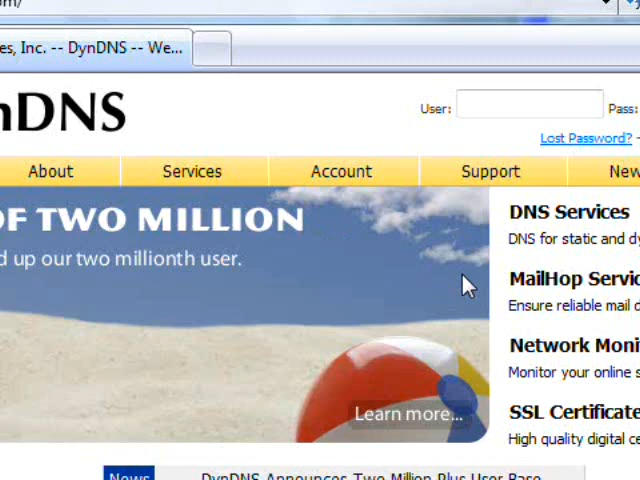 om/
es, Inc. -- DynDNS -- We...
nDNS
User: Pass:
Lost Password? -
About Services Account Support New
OF TWO MILLION
d up our two millionth user.
Learn more...
DNS Services
DNS for static and dy
MailHop Servic
Ensure reliable mail d
Network Moni
Monitor your online s
SSL Certificate
High quality digital ce
News DynDNS Announces Two Million Plus User Base